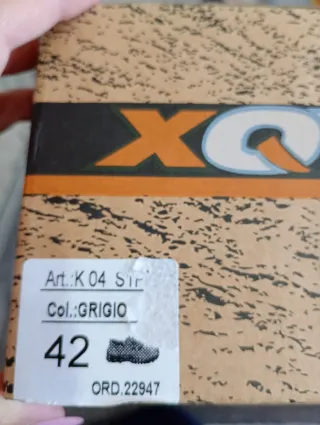 XQ
Art.:K 04
Col.:GRIGIO
42
ORD.22947